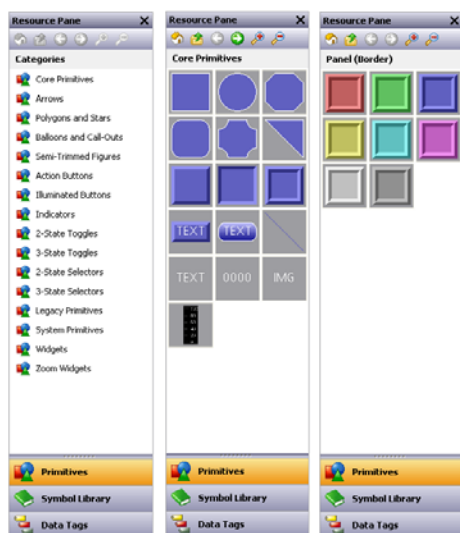 Resource Pane
Categories
Core Primitives
Arrows
Polygons and Stars
Balloons and Call-Outs
Semi-Trimmed Figures
Action Buttons
Illuminated Buttons
Indicators
2-State Toggles
3-State Toggles
2-State Selectors
3-State Selectors
Legacy Primitives
System Primitives
Widgets
Zoom Widgets
Primitives
Symbol Library
Data Tags
Resource Pane
Core Primitives
TEXT TEXT
TEXT 0000 IMG
Primitives
Symbol Library
Data Tags
Resource Pane
Panel (Border)
Primitives
Symbol Library
Data Tags